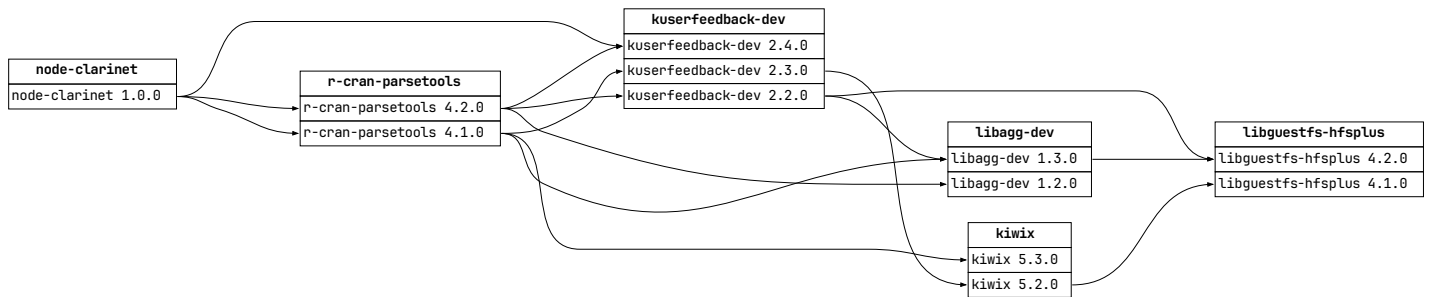 node-clarinet
node-clarinet 1.0.0
r-cran-parsetools
r-cran-parsetools 4.2.0
r-cran-parsetools 4.1.0
kuserfeedback-dev
kuserfeedback-dev 2.4.0
kuserfeedback-dev 2.3.0
kuserfeedback-dev 2.2.0
libagg-dev
libagg-dev 1.3.0
libagg-dev 1.2.0
kiwix
kiwix 5.3.0
kiwix 5.2.0
libguestfs-hfsplus
libguestfs-hfsplus 4.2.0
libguestfs-hfsplus 4.1.0